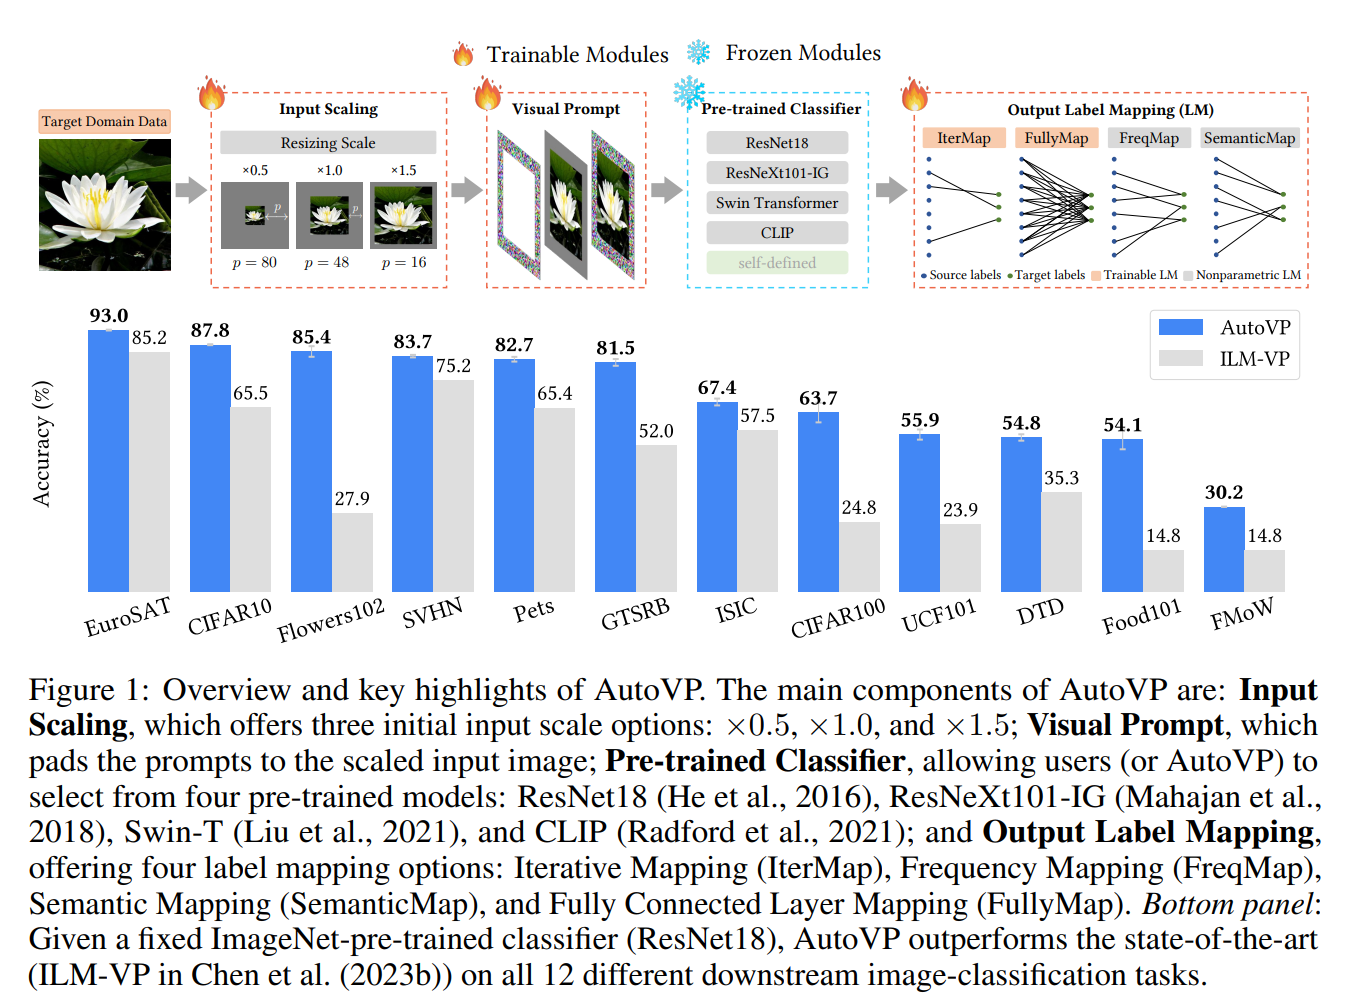 Trainable Modules
Frozen Modules
Target Domain Data
Input Scaling
Resizing Scale
×0.5 ×1.0 ×1.5
p p
p = 80 p = 48 p = 16
Visual Prompt
Pre-trained Classifier
ResNet18
ResNeXt101-IG
Swin Transformer
CLIP
self-defined
Output Label Mapping (LM)
IterMap FullyMap FreqMap SemanticMap
Source labels Target labels Trainable LM Nonparametric LM
AutoVP
ILM-VP
Accuracy (%)
93.0 85.2
87.8 65.5
85.4 27.9
83.7 75.2
82.7 65.4
81.5 52.0
67.4 57.5
63.7 24.8
55.9 23.9
54.8 35.3
54.1 14.8
30.2 14.8
EuroSAT CIFAR10 Flowers102 SVHN Pets GTSRB ISIC CIFAR100 UCF101 DTD Food101 FMoW
Figure 1: Overview and key highlights of AutoVP. The main components of AutoVP are: Input
Scaling, which offers three initial input scale options: ×0.5, ×1.0, and ×1.5; Visual Prompt, which
pads the prompts to the scaled input image; Pre-trained Classifier, allowing users (or AutoVP) to
select from four pre-trained models: ResNet18 (He et al., 2016), ResNeXt101-IG (Mahajan et al.,
2018), Swin-T (Liu et al., 2021), and CLIP (Radford et al., 2021); and Output Label Mapping,
offering four label mapping options: Iterative Mapping (IterMap), Frequency Mapping (FreqMap),
Semantic Mapping (SemanticMap), and Fully Connected Layer Mapping (FullyMap). Bottom panel:
Given a fixed ImageNet-pre-trained classifier (ResNet18), AutoVP outperforms the state-of-the-art
(ILM-VP in Chen et al. (2023b)) on all 12 different downstream image-classification tasks.